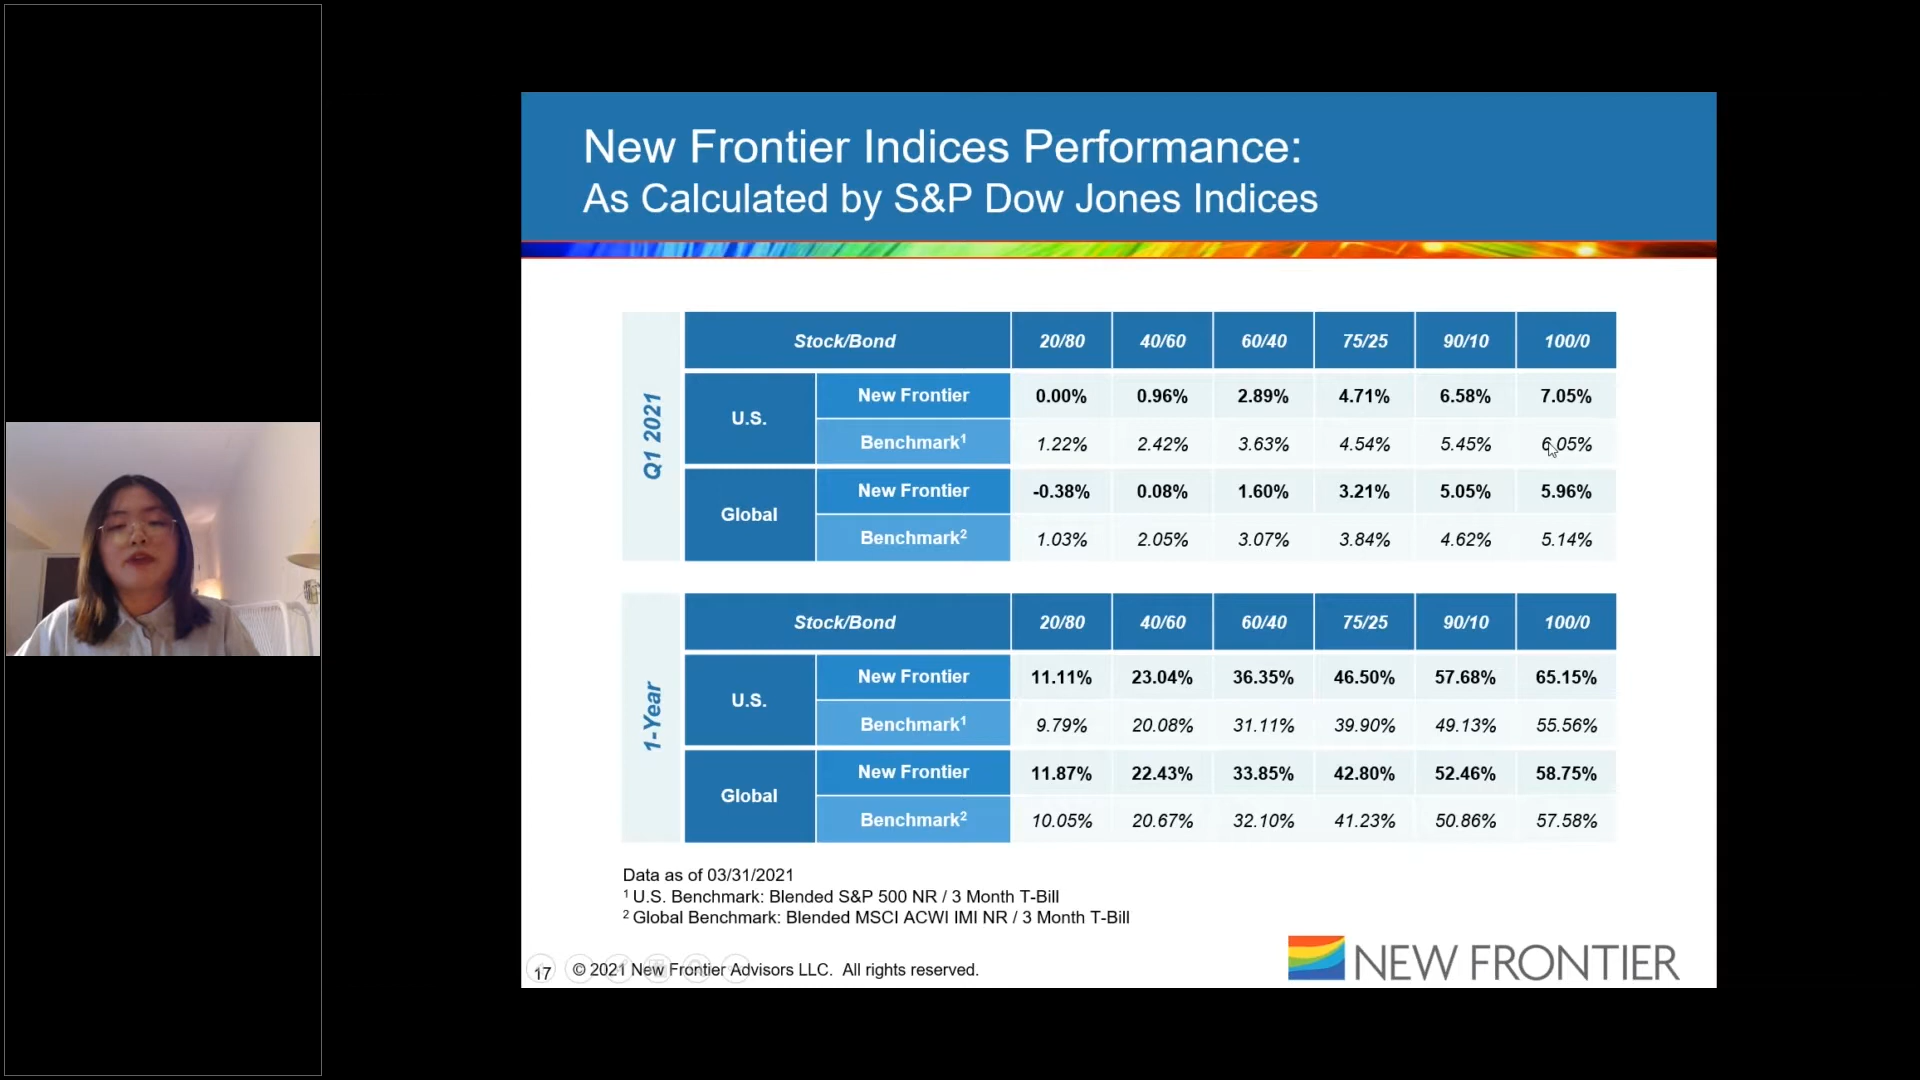 New Frontier Indices Performance:
As Calculated by S&P Dow Jones Indices
Q1 2021
Stock/Bond 20/80 40/60 60/40 75/25 90/10 100/0
U.S.
New Frontier 0.00% 0.96% 2.89% 4.71% 6.58% 7.05%
Benchmark¹ 1.22% 2.42% 3.63% 4.54% 5.45% 6.05%
Global
New Frontier -0.38% 0.08% 1.60% 3.21% 5.05% 5.96%
Benchmark² 1.03% 2.05% 3.07% 3.84% 4.62% 5.14%
1-Year
Stock/Bond 20/80 40/60 60/40 75/25 90/10 100/0
U.S.
New Frontier 11.11% 23.04% 36.35% 46.50% 57.68% 65.15%
Benchmark¹ 9.79% 20.08% 31.11% 39.90% 49.13% 55.56%
Global
New Frontier 11.87% 22.43% 33.85% 42.80% 52.46% 58.75%
Benchmark² 10.05% 20.67% 32.10% 41.23% 50.86% 57.58%
Data as of 03/31/2021
¹ U.S. Benchmark: Blended S&P 500 NR / 3 Month T-Bill
² Global Benchmark: Blended MSCI ACWI IMI NR / 3 Month T-Bill
17 © 2021 New Frontier Advisors LLC. All rights reserved.
NEW FRONTIER